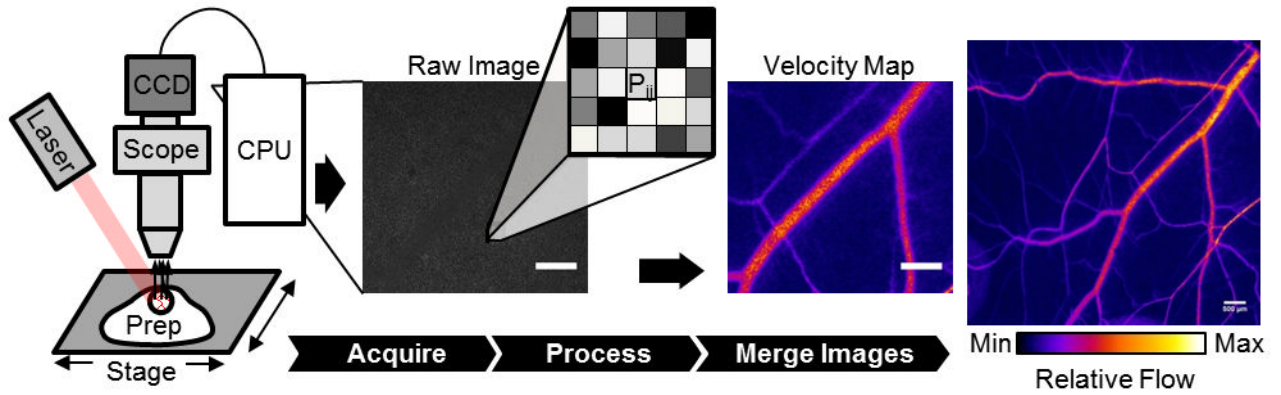 CCD
Laser
Scope
CPU
Prep
Stage
Raw Image
P ij
Velocity Map
Acquire
Process
Merge Images
500 µm
Min
Max
Relative Flow